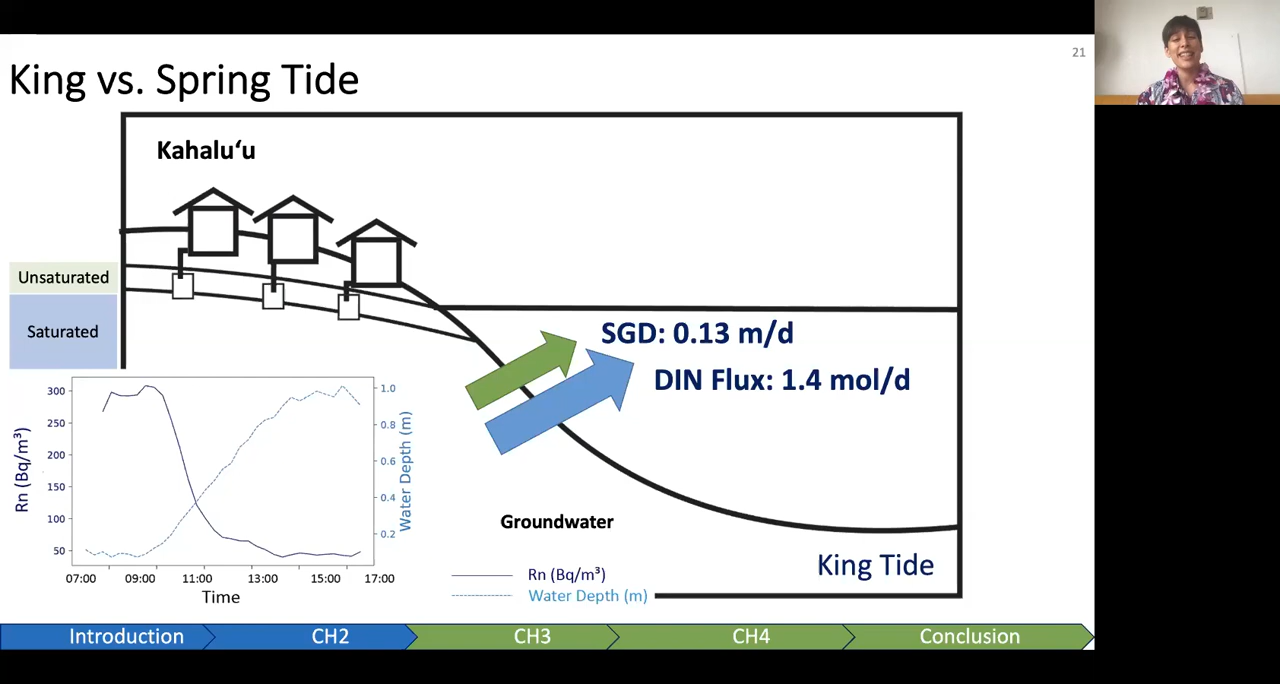 21
King vs. Spring Tide
Kahaluʻu
Unsaturated
Saturated
SGD: 0.13 m/d
DIN Flux: 1.4 mol/d
Groundwater
King Tide
Rn (Bq/m³)
300
250
200
150
100
50
1.0
0.8
0.6
0.4
0.2
Water Depth (m)
07:00 09:00 11:00 13:00 15:00 17:00
Time
Rn (Bq/m³)
Water Depth (m)
Introduction CH2 CH3 CH4 Conclusion